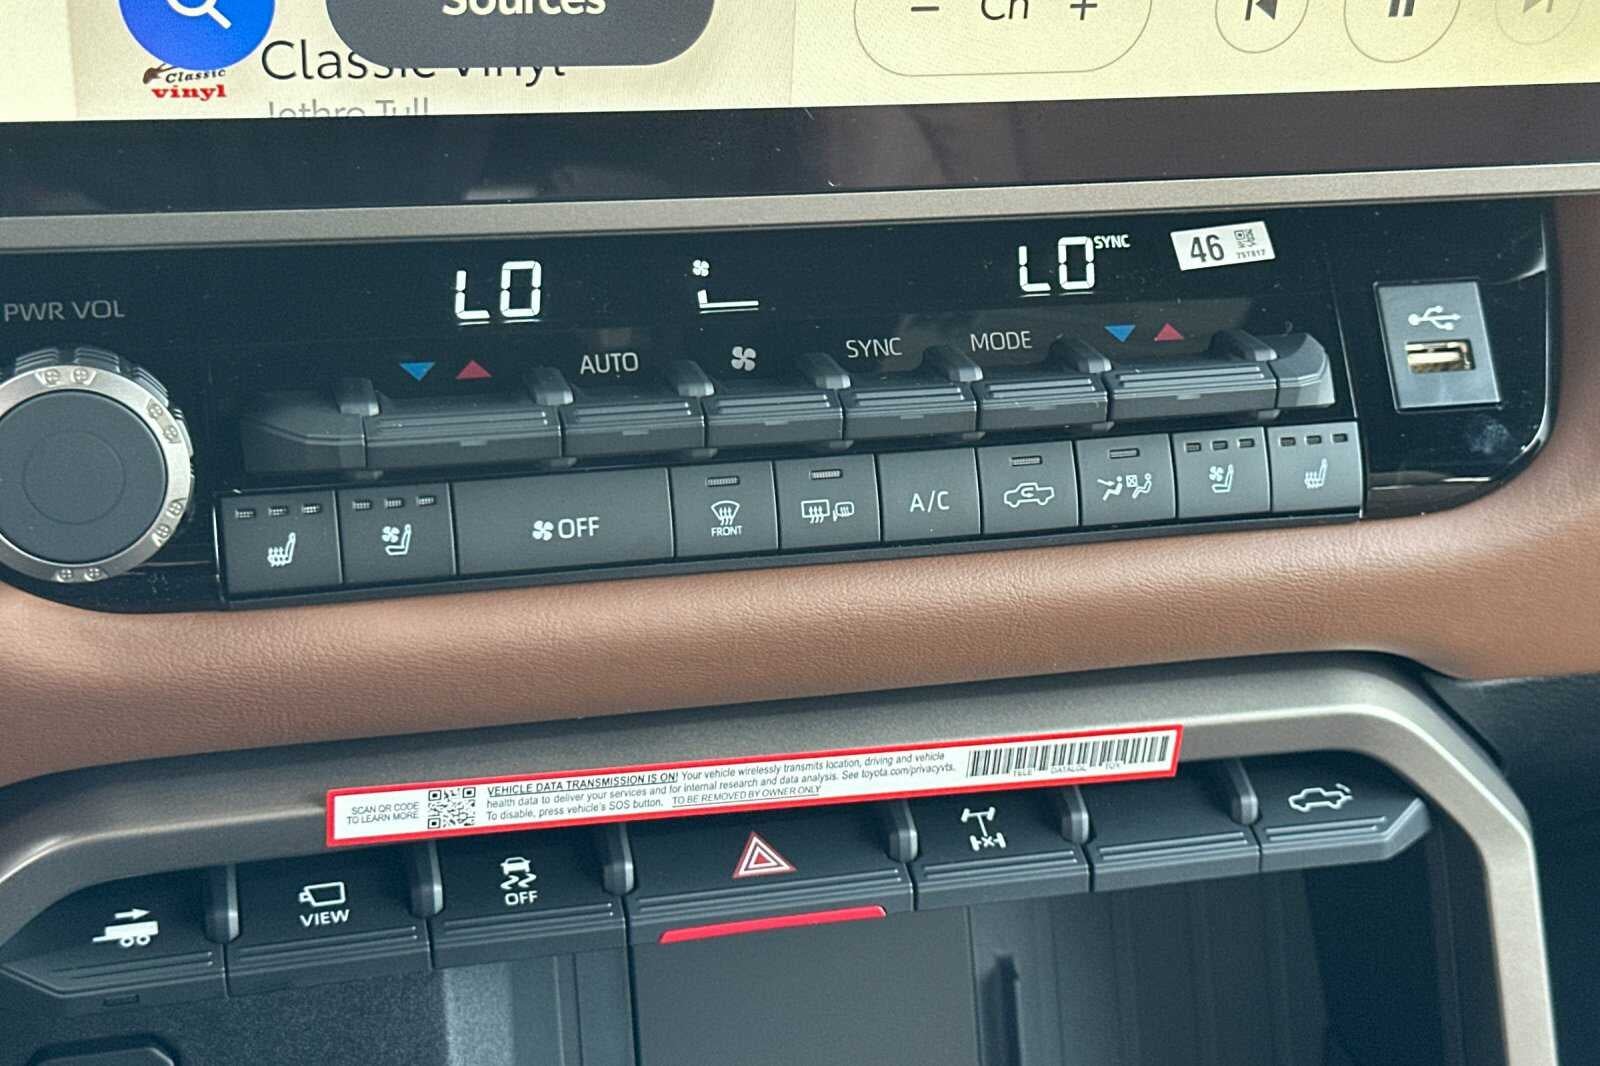 Sources
- Ch +
Classic
vinyl
Classic Vinyl
Jethro Tull
PWR VOL
LO
LO
SYNC
46
AUTO
SYNC
MODE
OFF
FRONT
A/C
SCAN QR CODE
TO LEARN MORE
VEHICLE DATA TRANSMISSION IS ON! Your vehicle wirelessly transmits location, driving and vehicle
health data to deliver your services and for internal research and data analysis. See toyota.com/privacyvts.
To disable, press vehicle's SOS button. TO BE REMOVED BY OWNER ONLY
VIEW
OFF